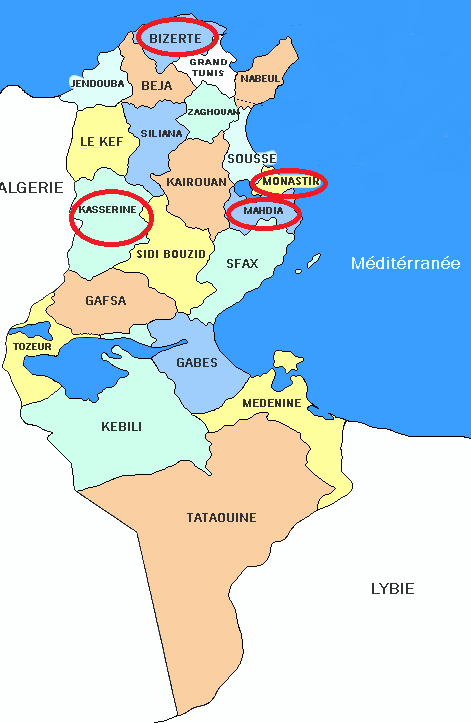 BIZERTE
GRAND
TUNIS
NABEUL
JENDOUBA
BEJA
ZAGHOUAN
SILIANA
LE KEF
SOUSSE
ALGERIE
KAIROUAN
MONASTIR
KASSERINE
MAHDIA
SIDI BOUZID
SFAX
Méditérranée
GAFSA
TOZEUR
GABES
MEDENINE
KEBILI
TATAOUINE
LYBIE